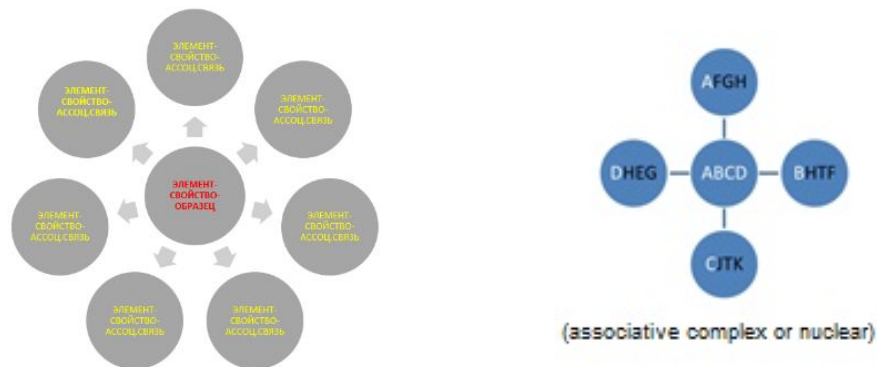 ЭЛЕМЕНТ-
СВОЙСТВО-
АССОЦ.СВЯЗЬ
ЭЛЕМЕНТ-
СВОЙСТВО-
АССОЦ.СВЯЗЬ
ЭЛЕМЕНТ-
СВОЙСТВО-
АССОЦ.СВЯЗЬ
ЭЛЕМЕНТ-
СВОЙСТВО-
ОБРАЗЕЦ
ЭЛЕМЕНТ-
СВОЙСТВО-
АССОЦ.СВЯЗЬ
ЭЛЕМЕНТ-
СВОЙСТВО-
АССОЦ.СВЯЗЬ
ЭЛЕМЕНТ-
СВОЙСТВО-
АССОЦ.СВЯЗЬ
ЭЛЕМЕНТ-
СВОЙСТВО-
АССОЦ.СВЯЗЬ
AFGH
DHEG
ABCD
BHTF
CJTK
(associative complex or nuclear)